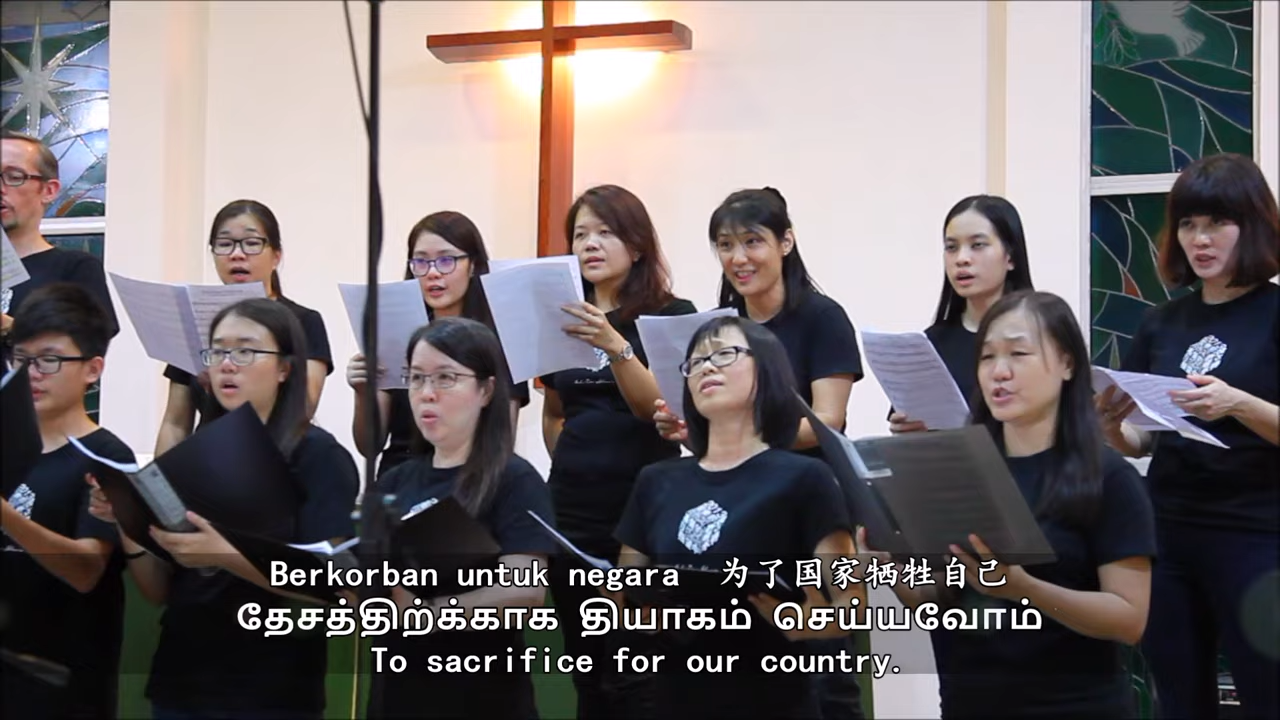 Berkorban untuk negara 为了国家牺牲自己
தேசத்திற்க்காக தியாகம் செய்யவோம்
To sacrifice for our country.